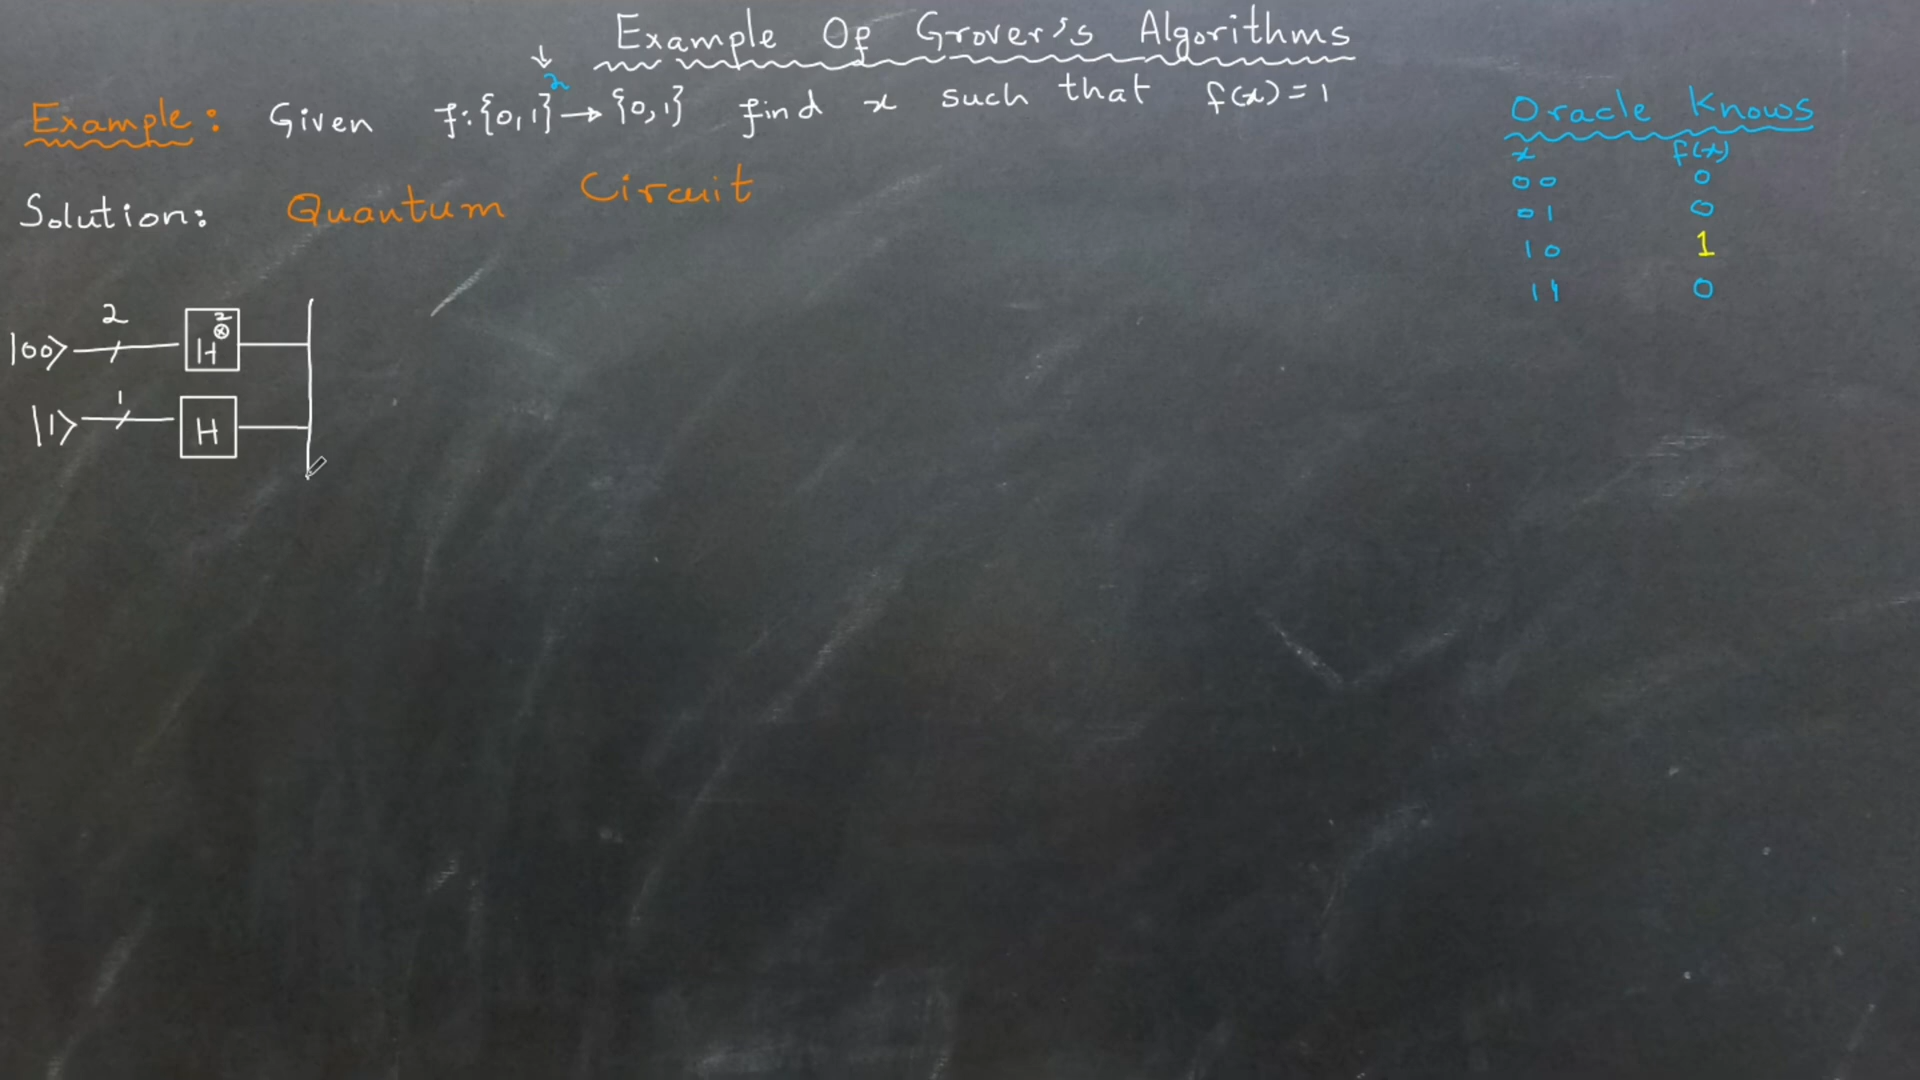 Example Of Grover's Algorithms
Example: Given f:{0,1}² → {0,1} find x such that f(x)=1
Solution: Quantum Circuit
Oracle Knows
x f(x)
00 0
01 0
10 1
11 0
2
|00⟩ H⊗2
1
|1⟩ H